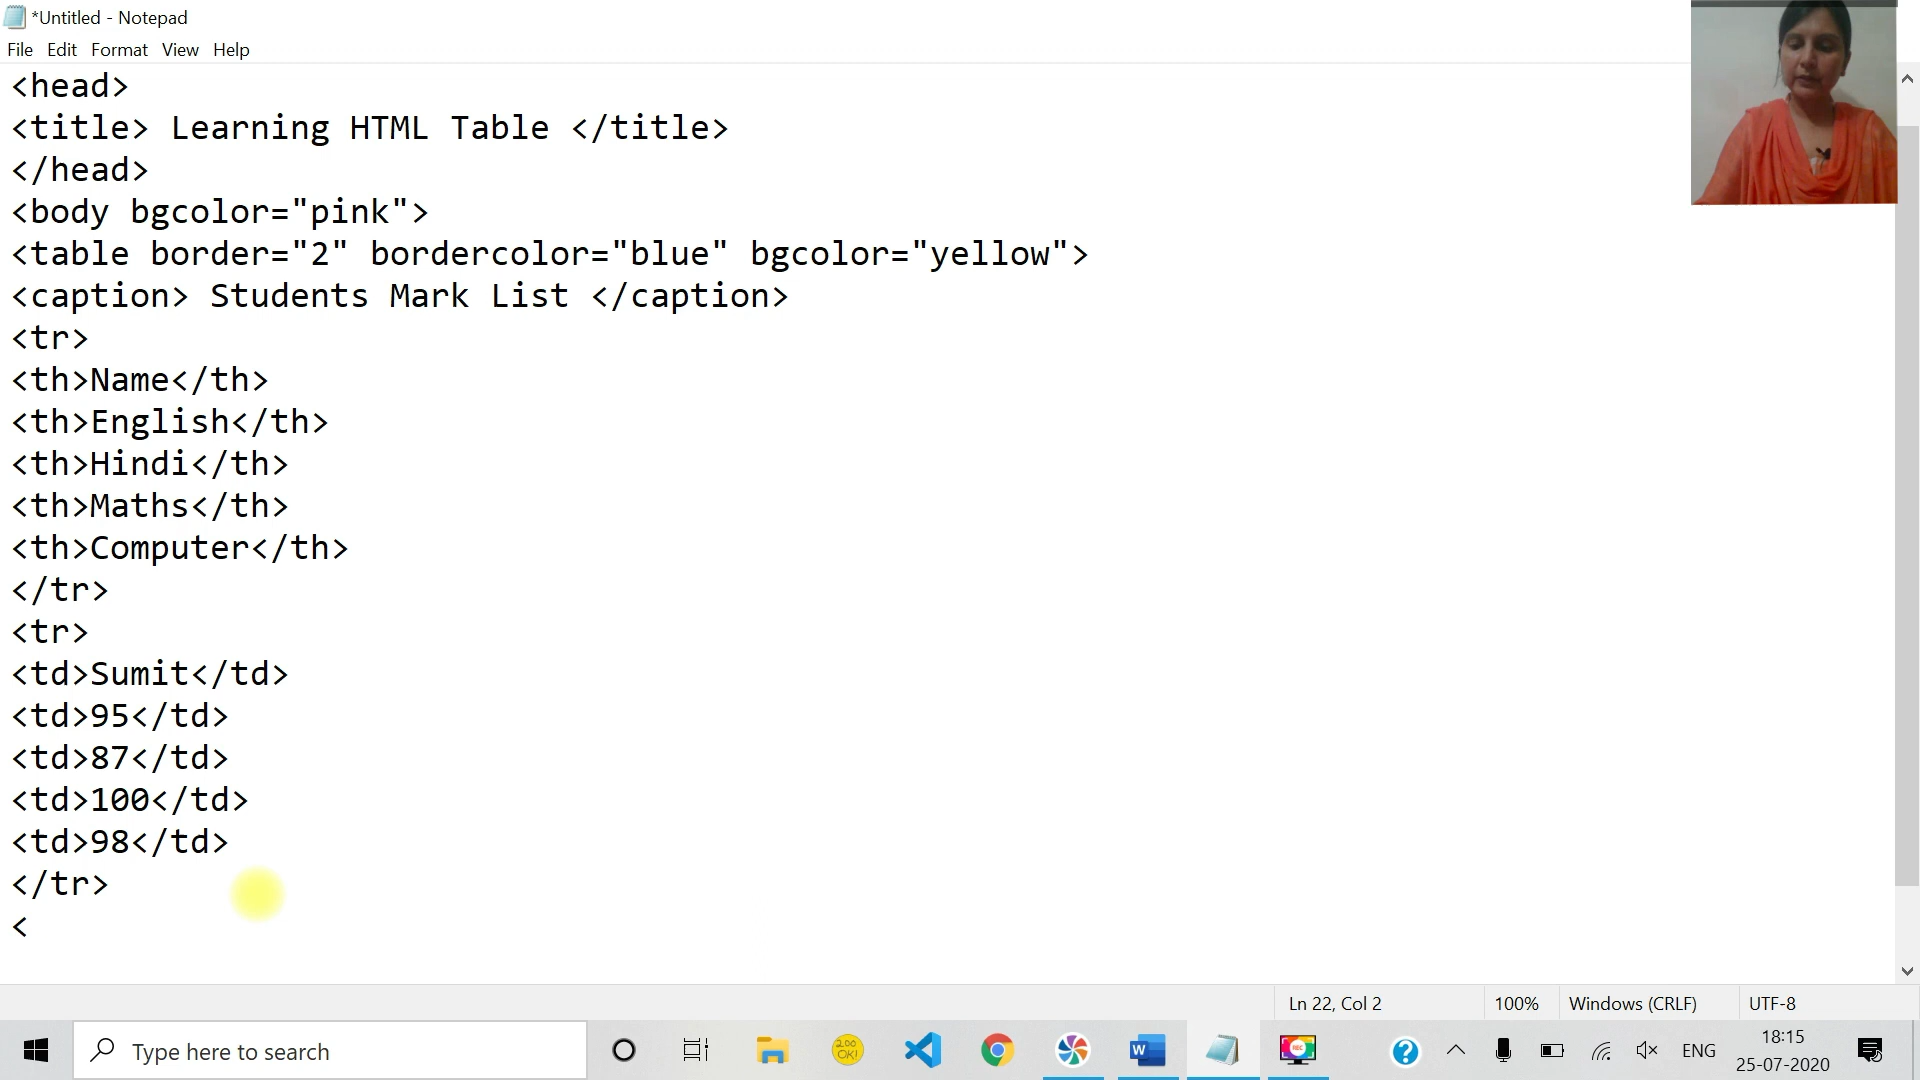 *Untitled - Notepad
File Edit Format View Help
<head>
<title> Learning HTML Table </title>
</head>
<body bgcolor="pink">
<table border="2" bordercolor="blue" bgcolor="yellow">
<caption> Students Mark List </caption>
<tr>
<th>Name</th>
<th>English</th>
<th>Hindi</th>
<th>Maths</th>
<th>Computer</th>
</tr>
<tr>
<td>Sumit</td>
<td>95</td>
<td>87</td>
<td>100</td>
<td>98</td>
</tr>
<
Ln 22, Col 2 100% Windows (CRLF) UTF-8
Type here to search
200 OK!
W
REC
?
ENG
18:15
25-07-2020